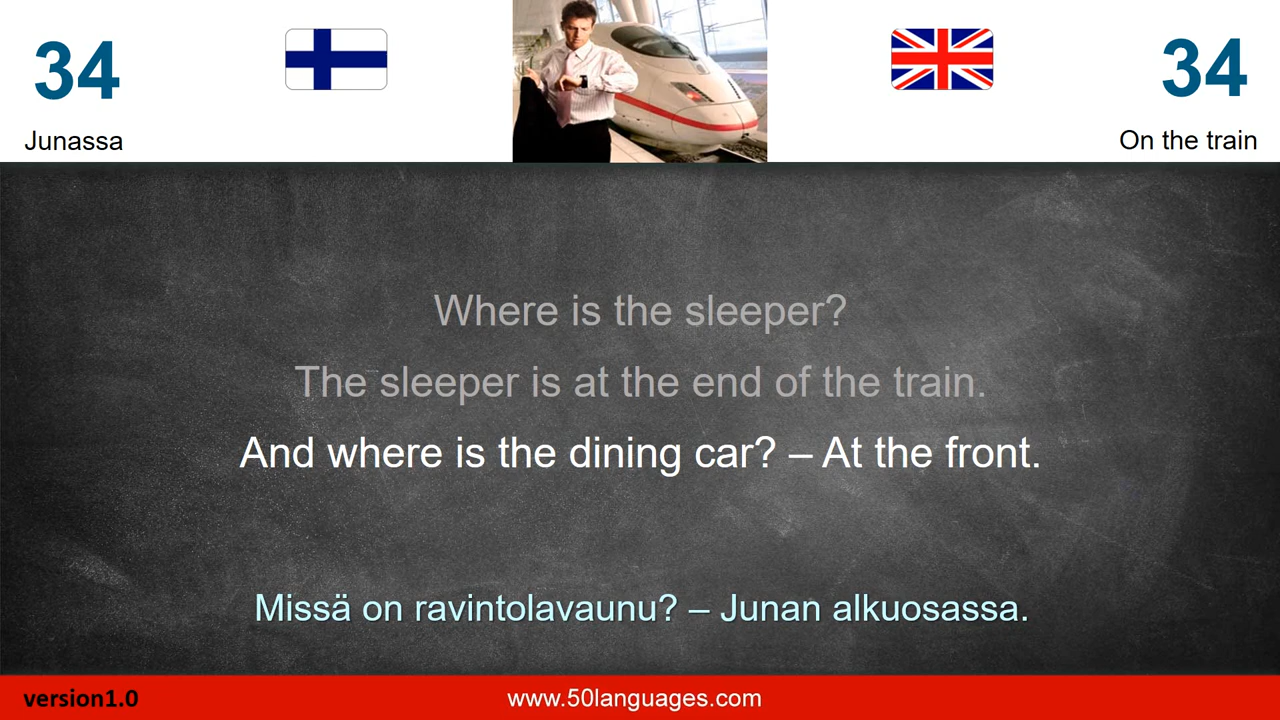 34
34
Junassa
On the train
Where is the sleeper?
The sleeper is at the end of the train.
And where is the dining car? – At the front.
Missä on ravintolavaunu? – Junan alkuosassa.
version1.0
www.50languages.com